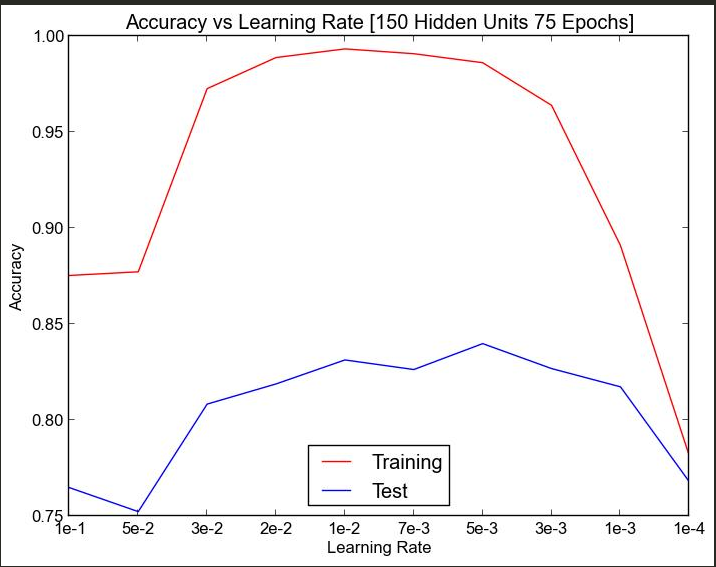 Accuracy vs Learning Rate [150 Hidden Units 75 Epochs]
1.00
0.95
0.90
0.85
0.80
0.75
Accuracy
Training
Test
1e-1 5e-2 3e-2 2e-2 1e-2 7e-3 5e-3 3e-3 1e-3 1e-4
Learning Rate